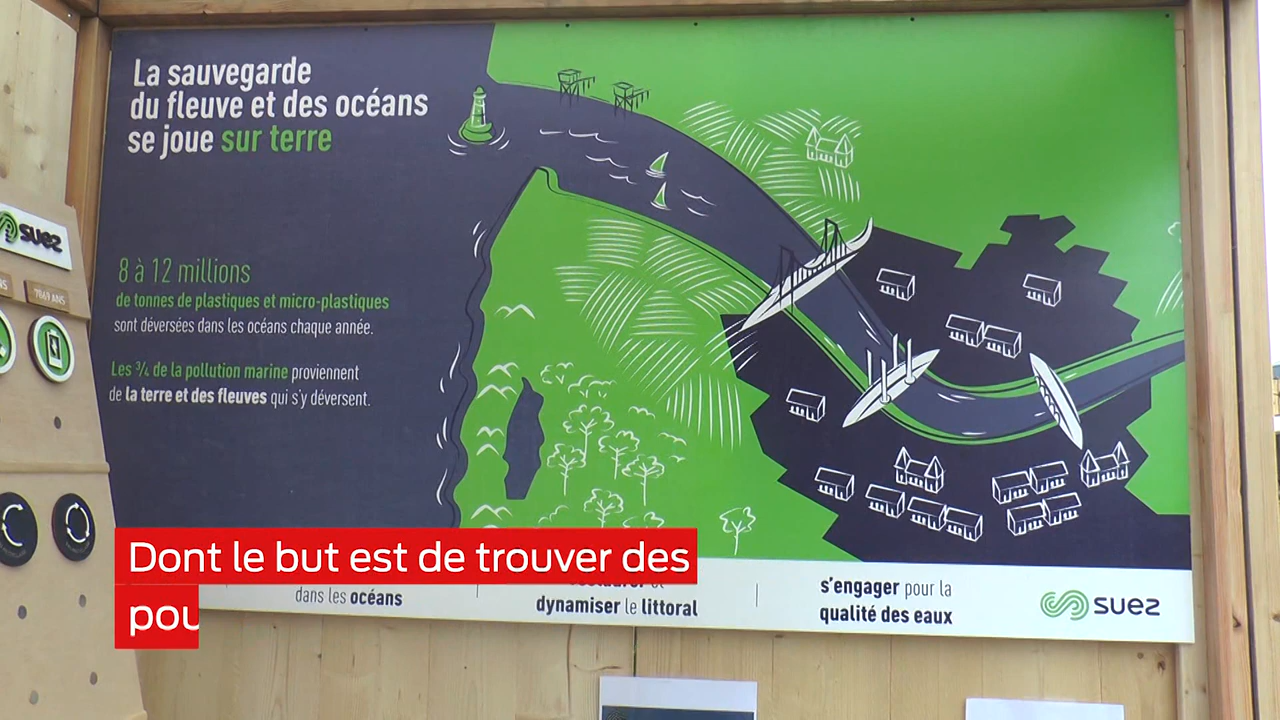 La sauvegarde
du fleuve et des océans
se joue sur terre
8 à 12 millions
de tonnes de plastiques et micro-plastiques
sont déversées dans les océans chaque année.
Les ¾ de la pollution marine proviennent
de la terre et des fleuves qui s'y déversent.
suez
7869 ANS
Dont le but est de trouver des
pou
dans les océans
dynamiser le littoral
s'engager pour la
qualité des eaux
suez